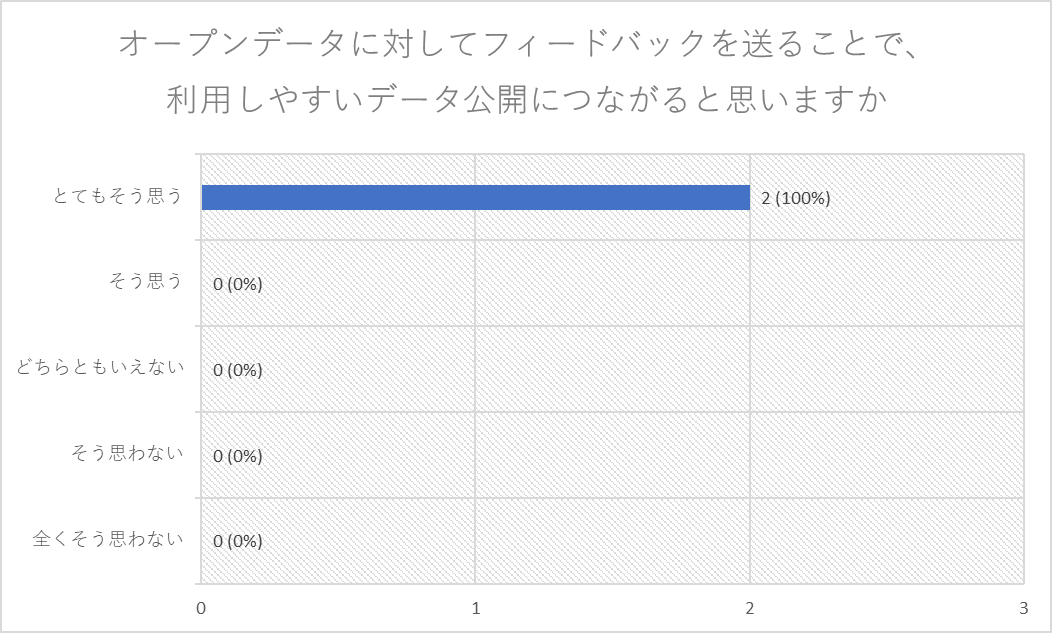 オープンデータに対してフィードバックを送ることで、
利用しやすいデータ公開につながると思いますか
とてもそう思う
2 (100%)
そう思う
0 (0%)
どちらともいえない
0 (0%)
そう思わない
0 (0%)
全くそう思わない
0 (0%)
0 1 2 3